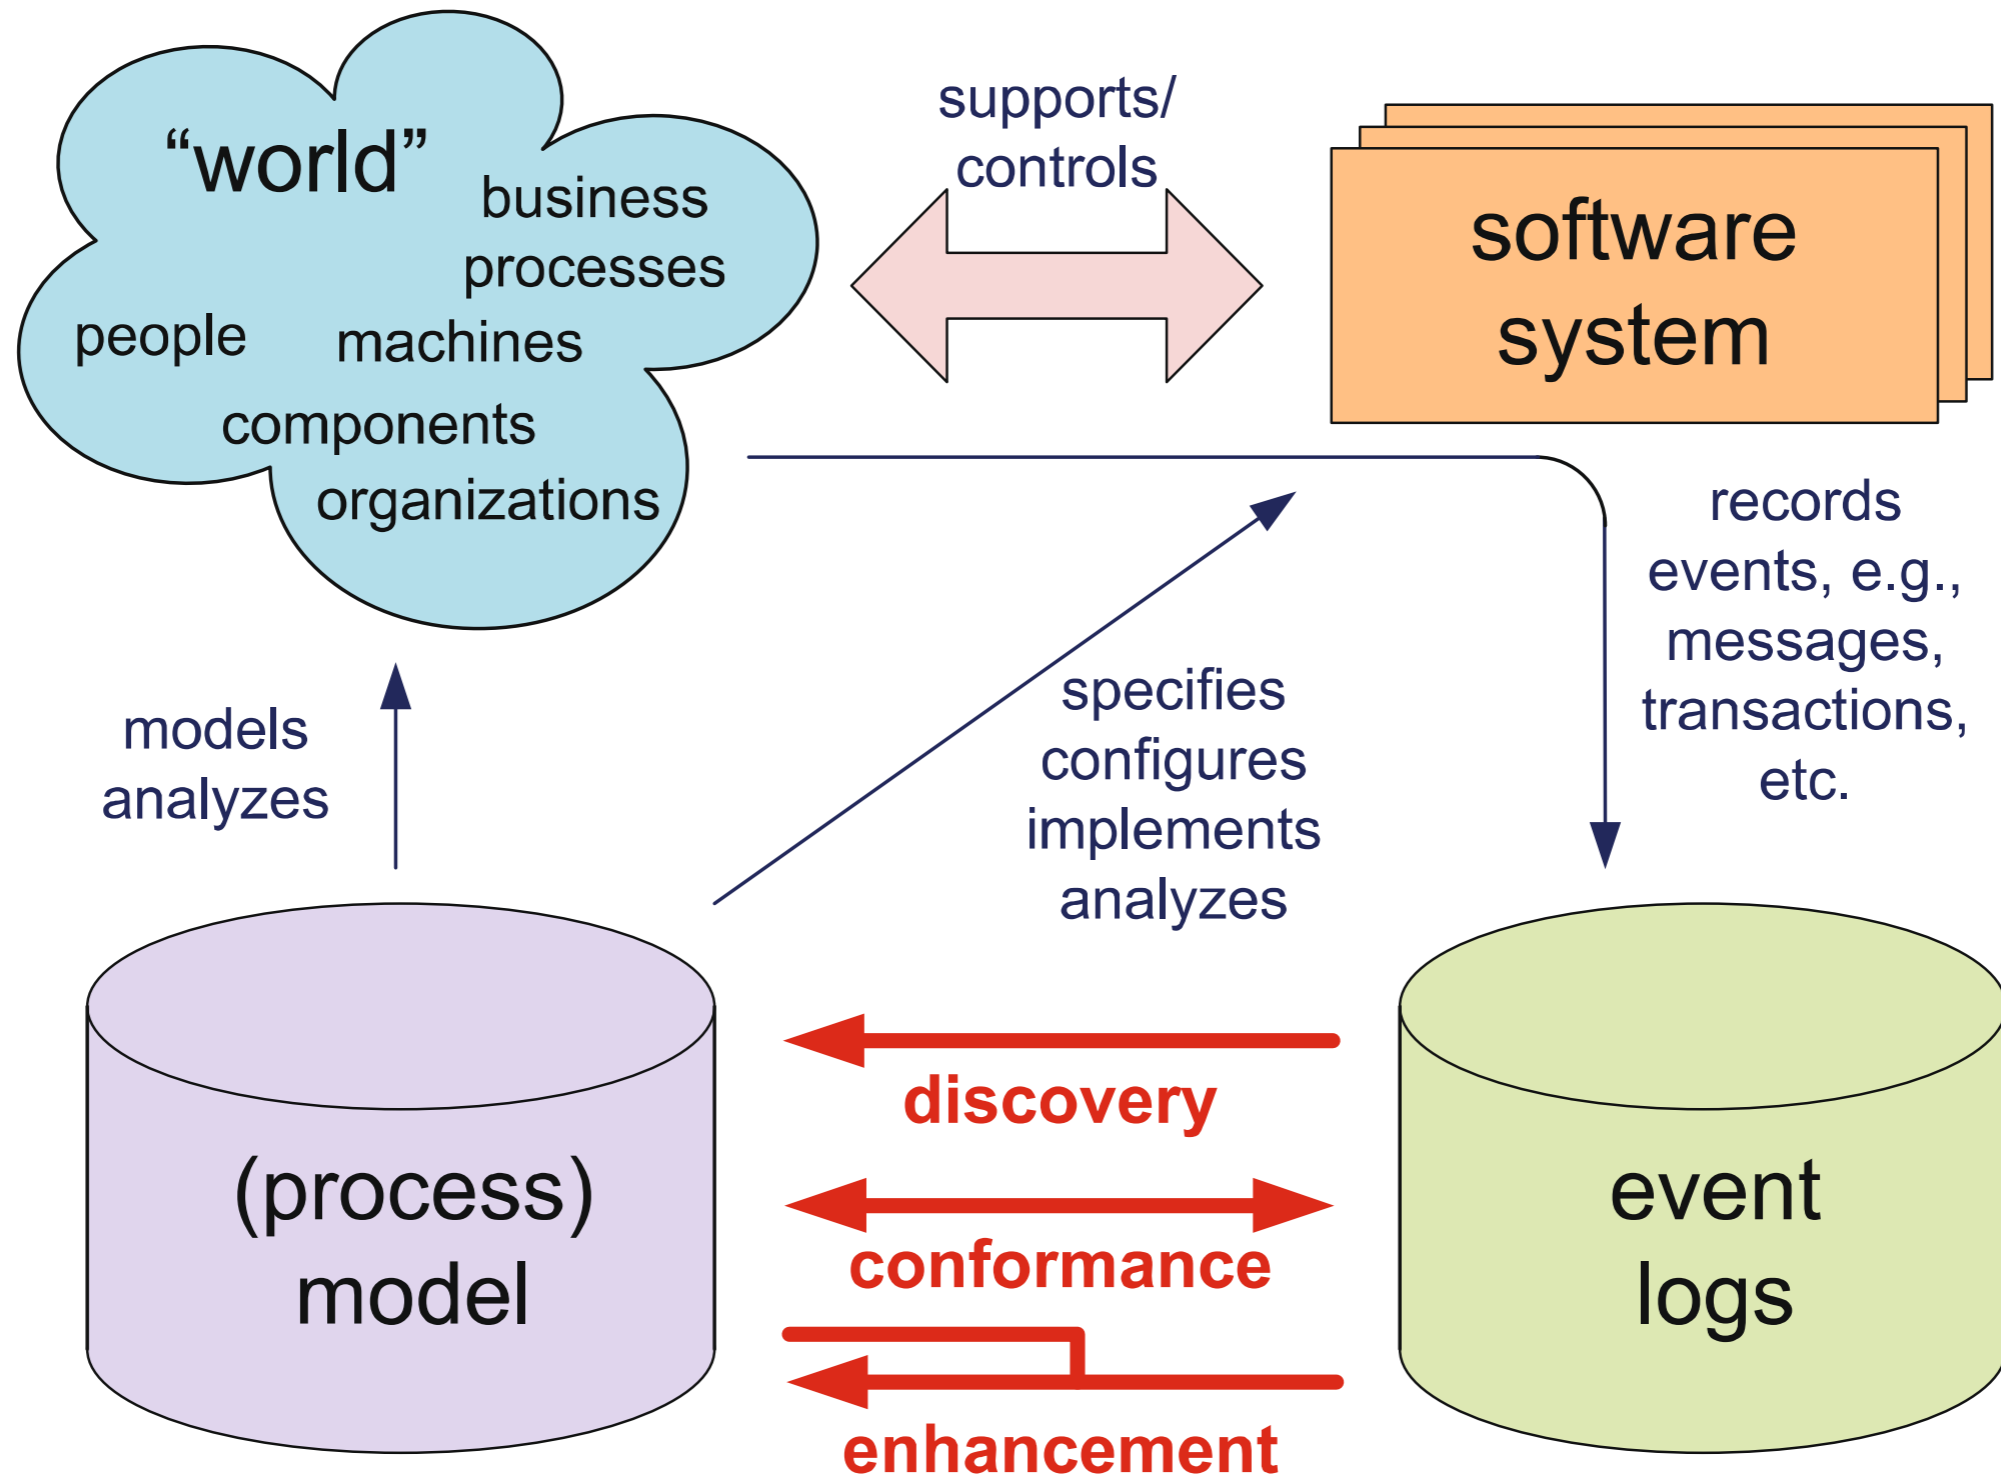 “world”
business
processes
people
machines
components
organizations
supports/
controls
software
system
records
events, e.g.,
messages,
transactions,
etc.
models
analyzes
specifies
configures
implements
analyzes
(process)
model
discovery
conformance
enhancement
event
logs